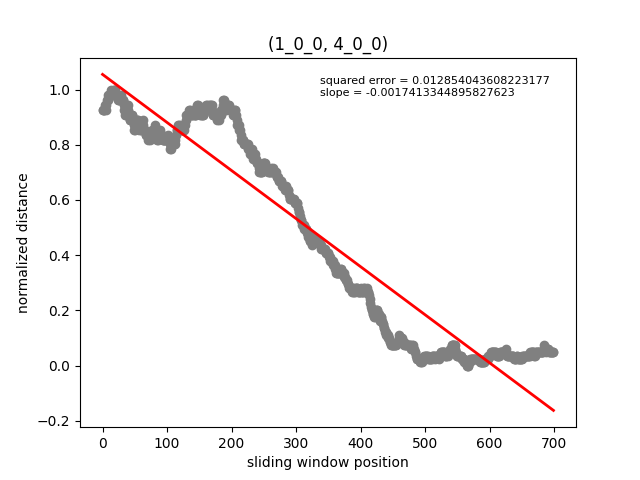 (1_0_0, 4_0_0)
squared error = 0.012854043608223177
slope = -0.0017413344895827623
1.0
0.8
0.6
0.4
0.2
0.0
−0.2
normalized distance
0 100 200 300 400 500 600 700
sliding window position